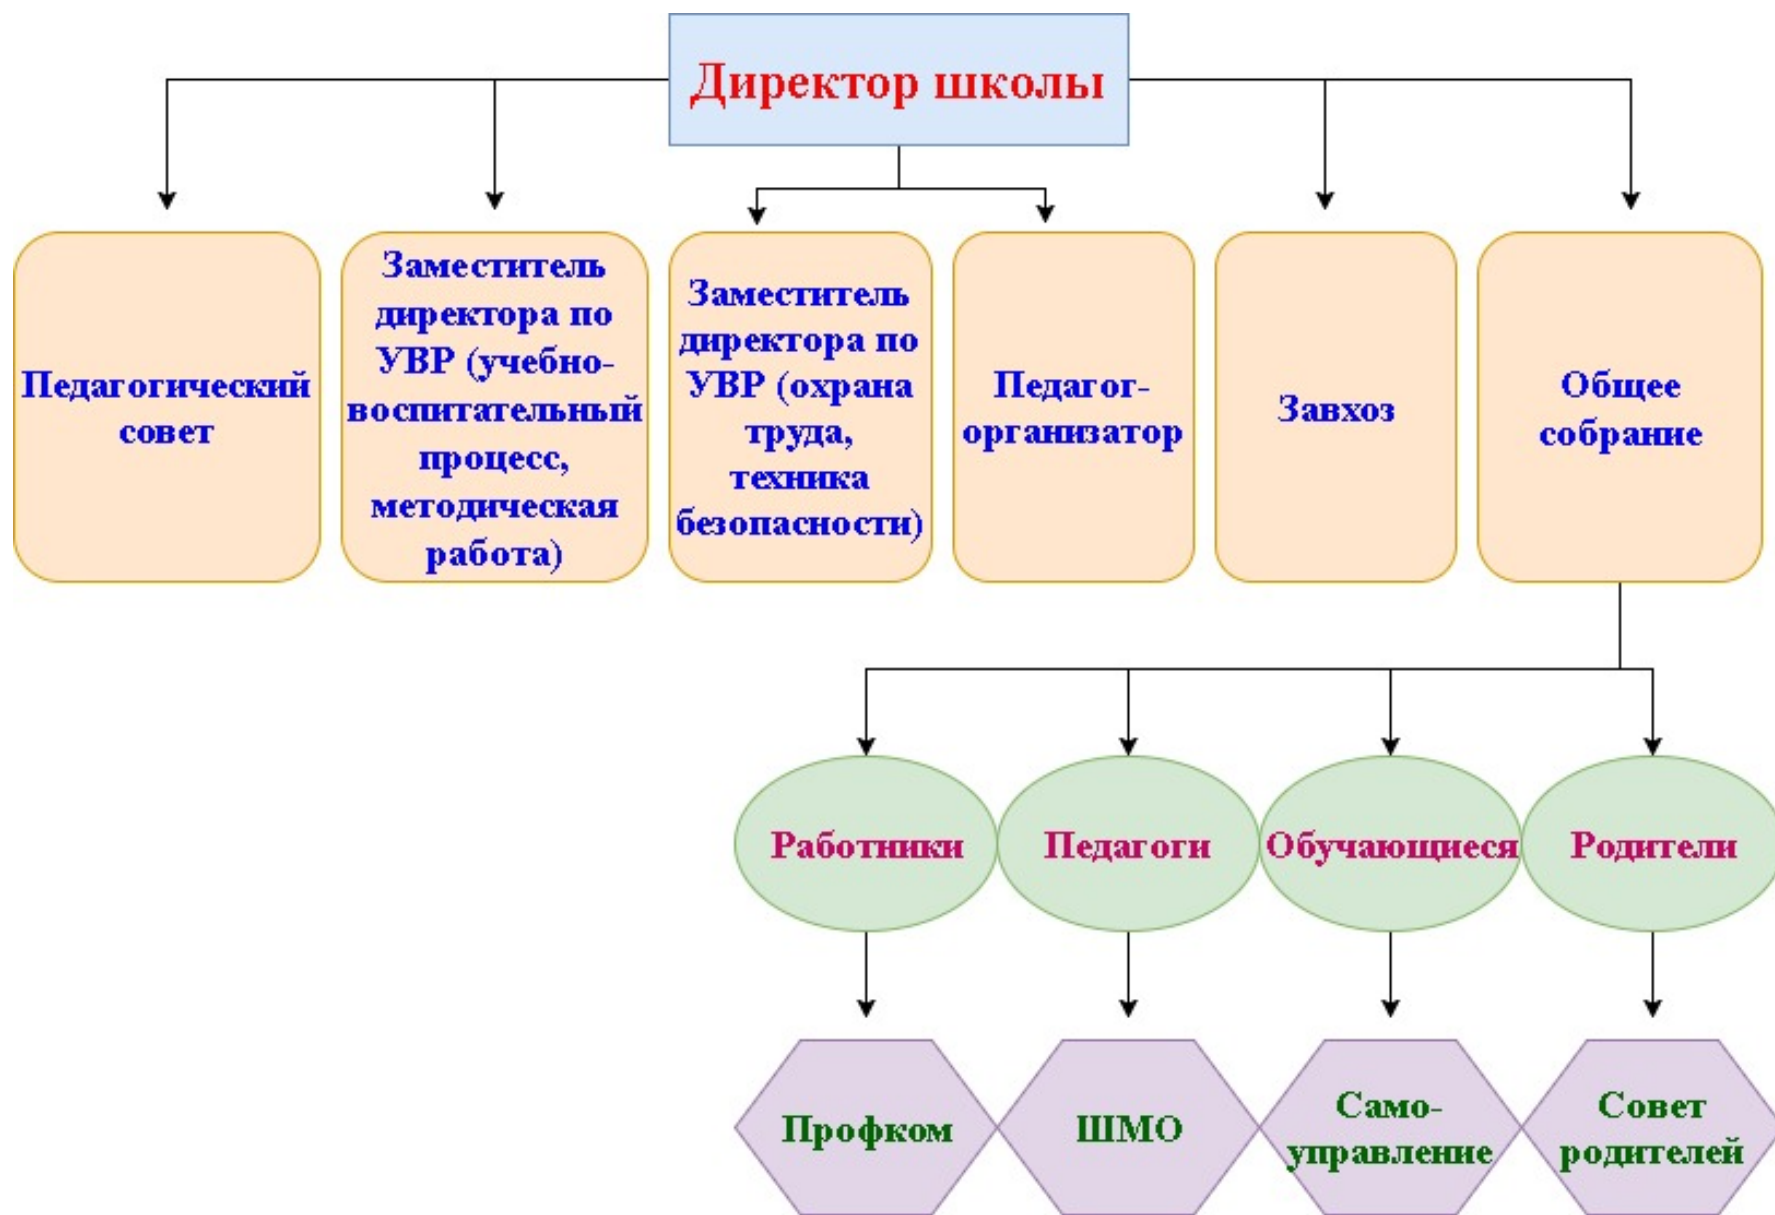 Директор школы
Педагогический
совет
Заместитель
директора по
УВР (учебно-
воспитательный
процесс,
методическая
работа)
Заместитель
директора по
УВР (охрана
труда,
техника
безопасности)
Педагог-
организатор
Завхоз
Общее
собрание
Работники
Педагоги
Обучающиеся
Родители
Профком
ШМО
Само-
управление
Совет
родителей